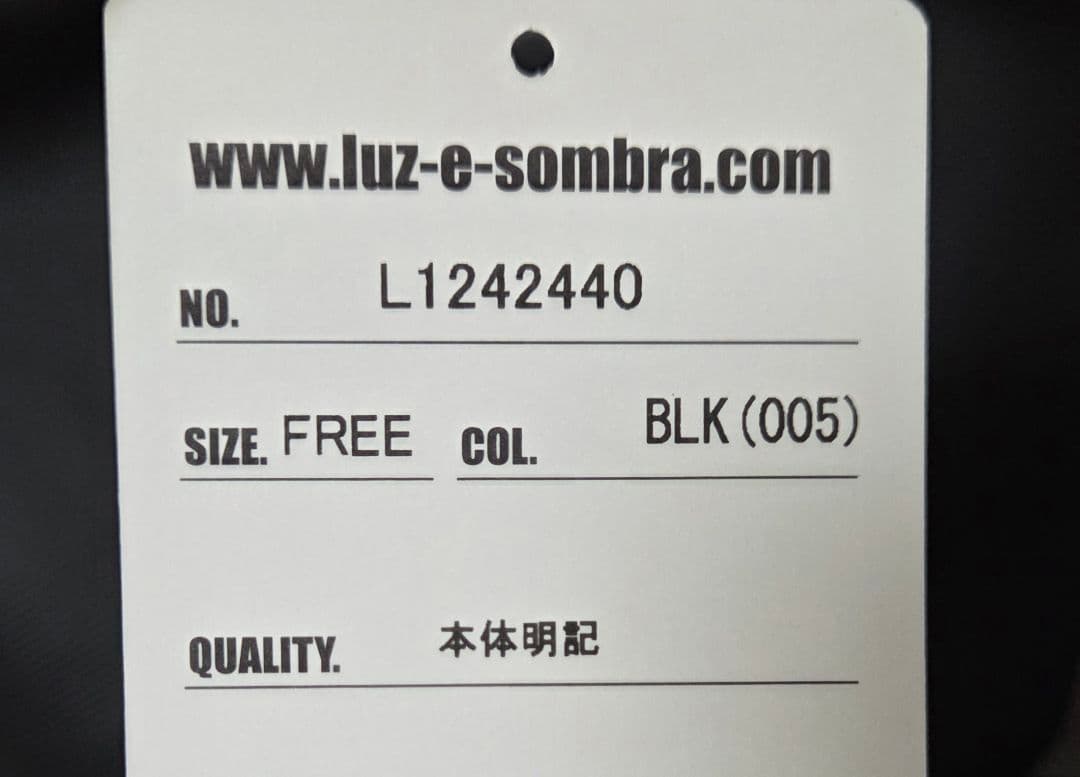 www.luz-e-sombra.com
NO. L1242440
SIZE. FREE COL. BLK(005)
QUALITY. 本体明記